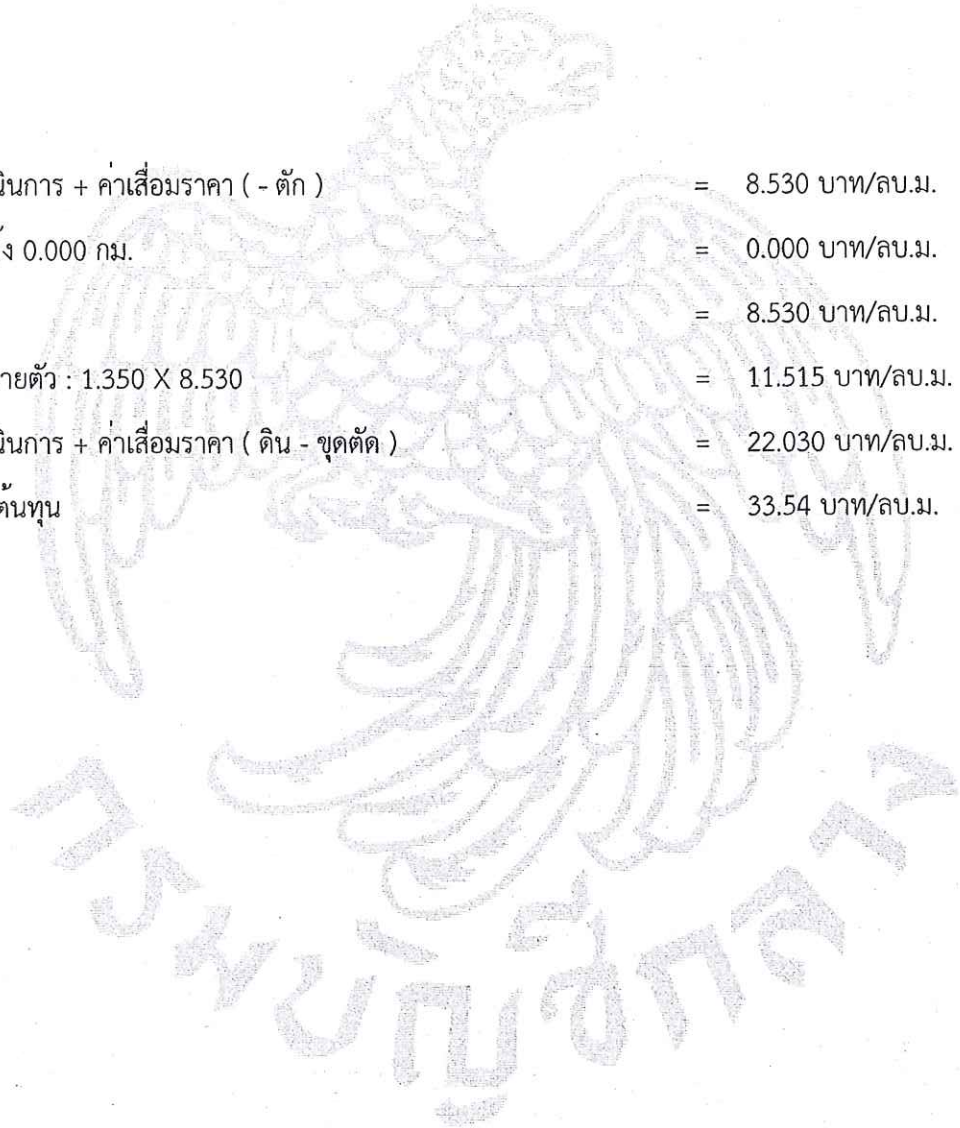 นินการ + ค่าเสื่อมราคา ( - ตัก ) = 8.530 บาท/ลบ.ม.
ง 0.000 กม. = 0.000 บาท/ลบ.ม.
= 8.530 บาท/ลบ.ม.
ายตัว : 1.350 X 8.530 = 11.515 บาท/ลบ.ม.
นินการ + ค่าเสื่อมราคา ( ดิน - ขุดตัด ) = 22.030 บาท/ลบ.ม.
ต้นทุน = 33.54 บาท/ลบ.ม.
กรมบัญชีกลาง